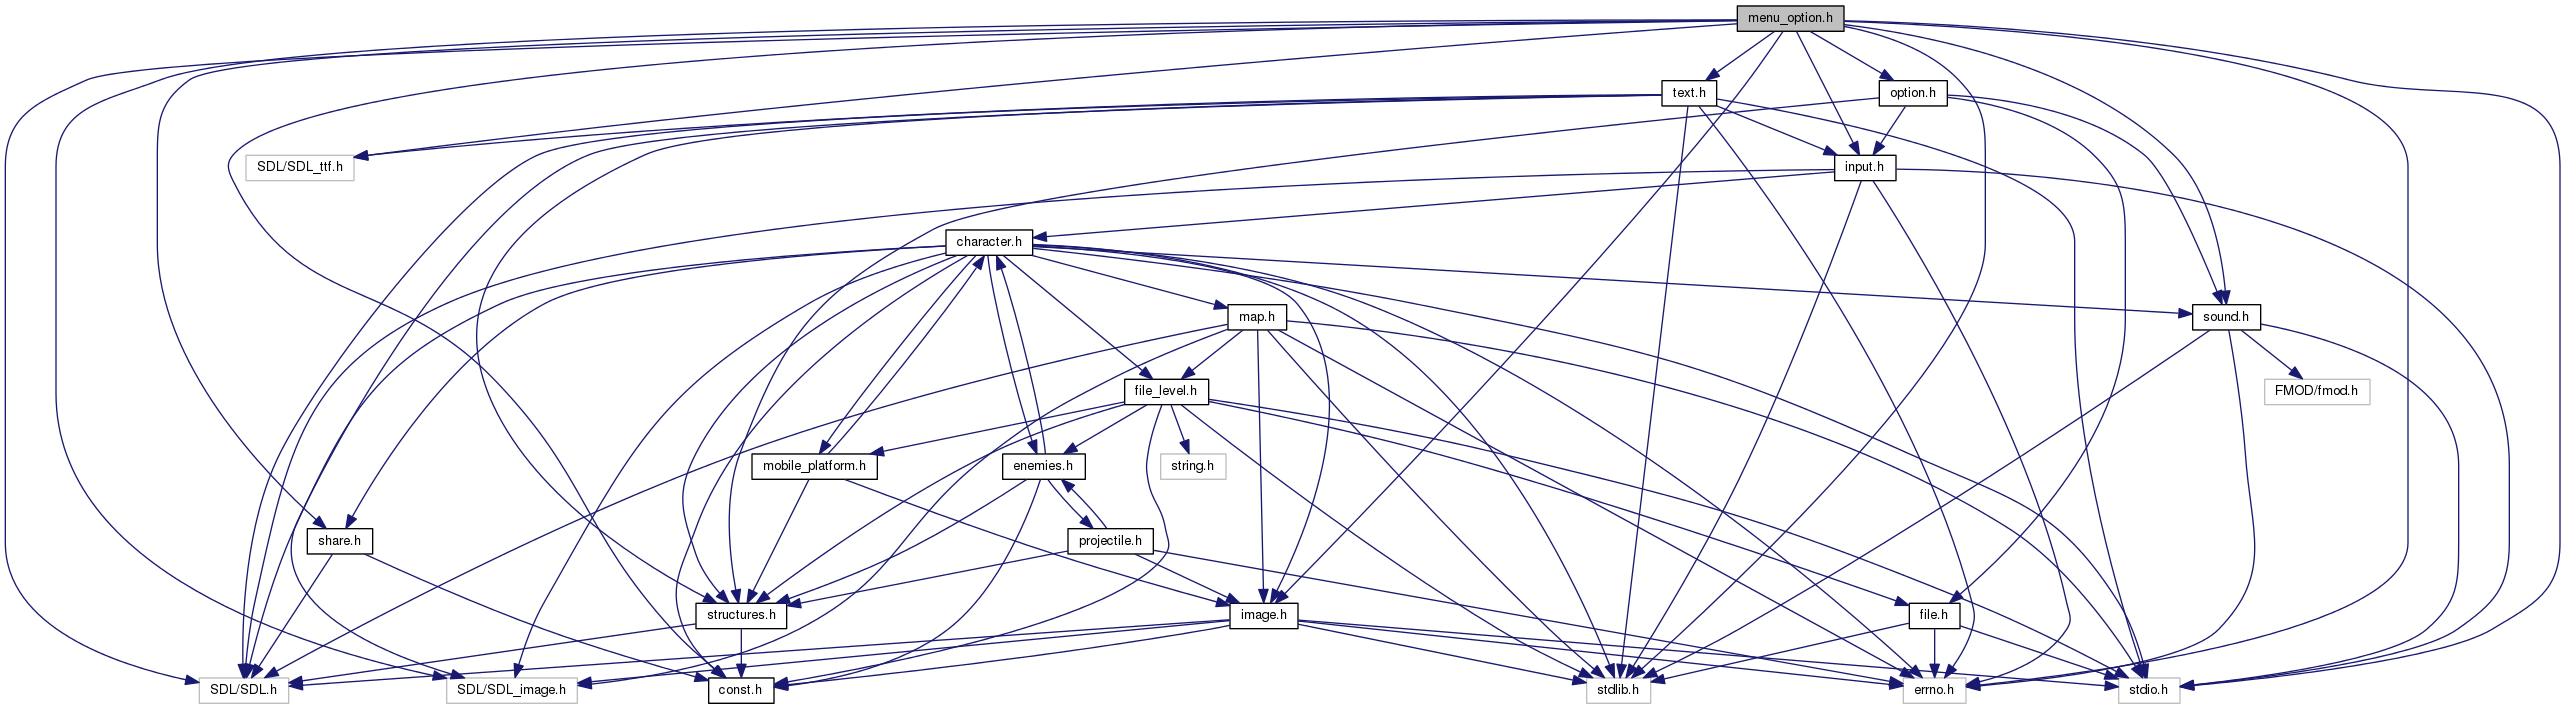 menu_option.h
text.h
option.h
SDL/SDL_ttf.h
input.h
character.h
map.h
sound.h
file_level.h
FMOD/fmod.h
mobile_platform.h
enemies.h
string.h
share.h
projectile.h
structures.h
image.h
file.h
SDL/SDL.h
SDL/SDL_image.h
const.h
stdlib.h
errno.h
stdio.h